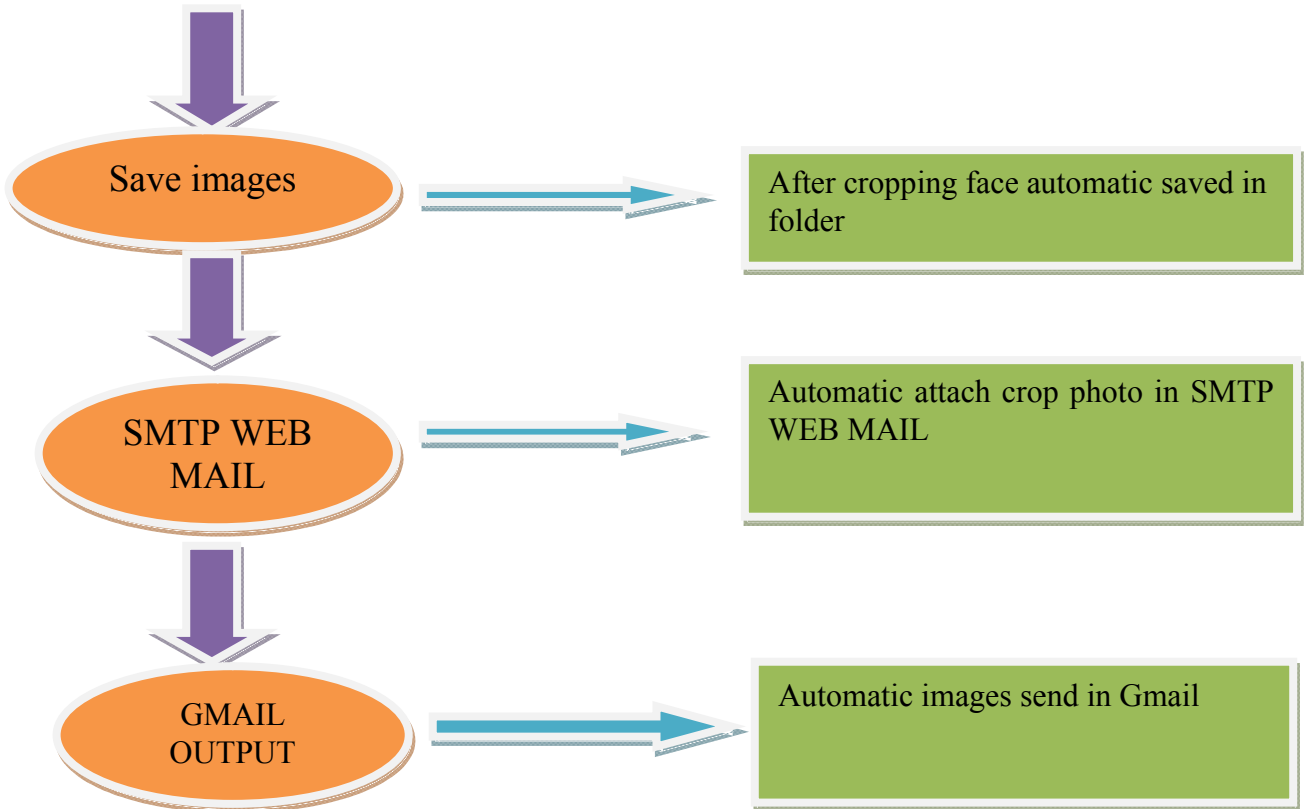 Save images
After cropping face automatic saved in
folder
SMTP WEB
MAIL
Automatic attach crop photo in SMTP
WEB MAIL
GMAIL
OUTPUT
Automatic images send in Gmail